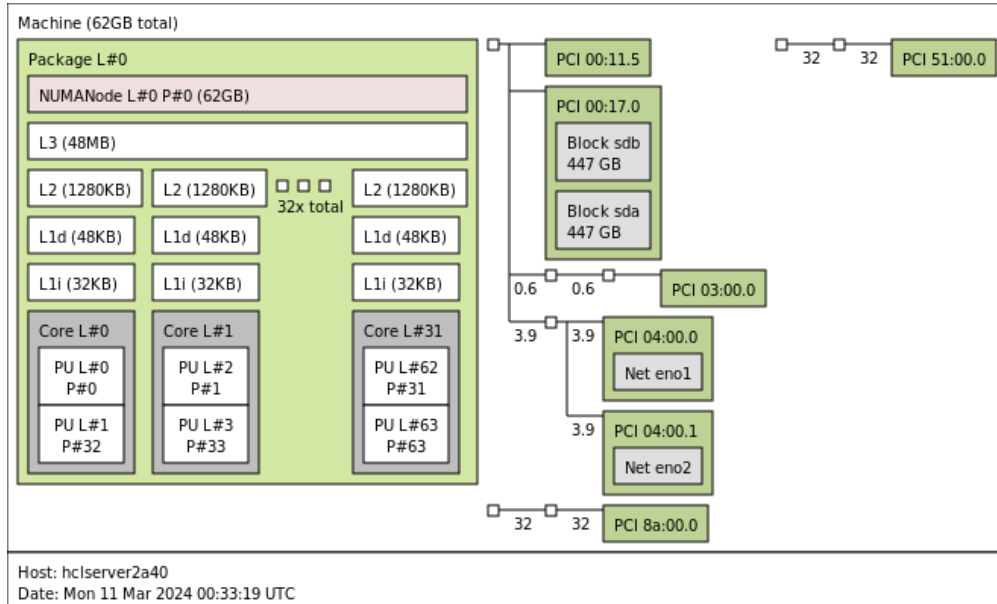 Machine (62GB total)
Package L#0
NUMANode L#0 P#0 (62GB)
L3 (48MB)
L2 (1280KB)
L2 (1280KB)
32x total
L2 (1280KB)
L1d (48KB)
L1d (48KB)
L1d (48KB)
L1i (32KB)
L1i (32KB)
L1i (32KB)
Core L#0
PU L#0
P#0
PU L#1
P#32
Core L#1
PU L#2
P#1
PU L#3
P#33
Core L#31
PU L#62
P#31
PU L#63
P#63
PCI 00:11.5
PCI 00:17.0
Block sdb
447 GB
Block sda
447 GB
0.6
0.6
PCI 03:00.0
3.9
3.9
PCI 04:00.0
Net eno1
3.9
PCI 04:00.1
Net eno2
32
32
PCI 8a:00.0
32
32
PCI 51:00.0
Host: hclserver2a40
Date: Mon 11 Mar 2024 00:33:19 UTC